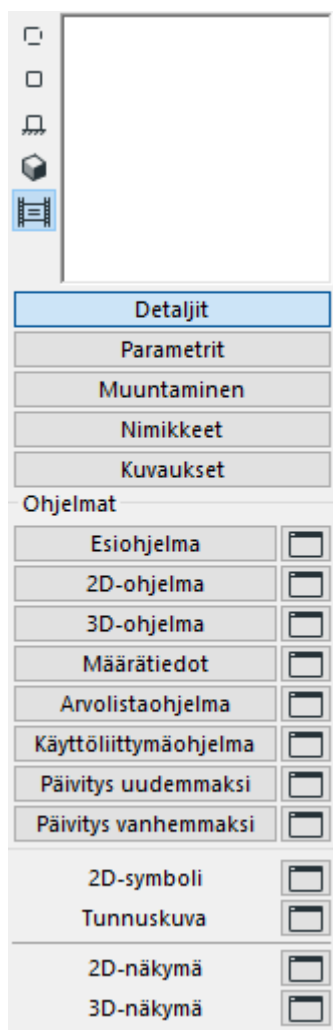 Detaljit
Parametrit
Muuntaminen
Nimikkeet
Kuvaukset
Ohjelmat
Esiohjelma
2D-ohjelma
3D-ohjelma
Määrätiedot
Arvolistaohjelma
Käyttöliittymäohjelma
Päivitys uudemmaksi
Päivitys vanhemmaksi
2D-symboli
Tunnuskuva
2D-näkymä
3D-näkymä